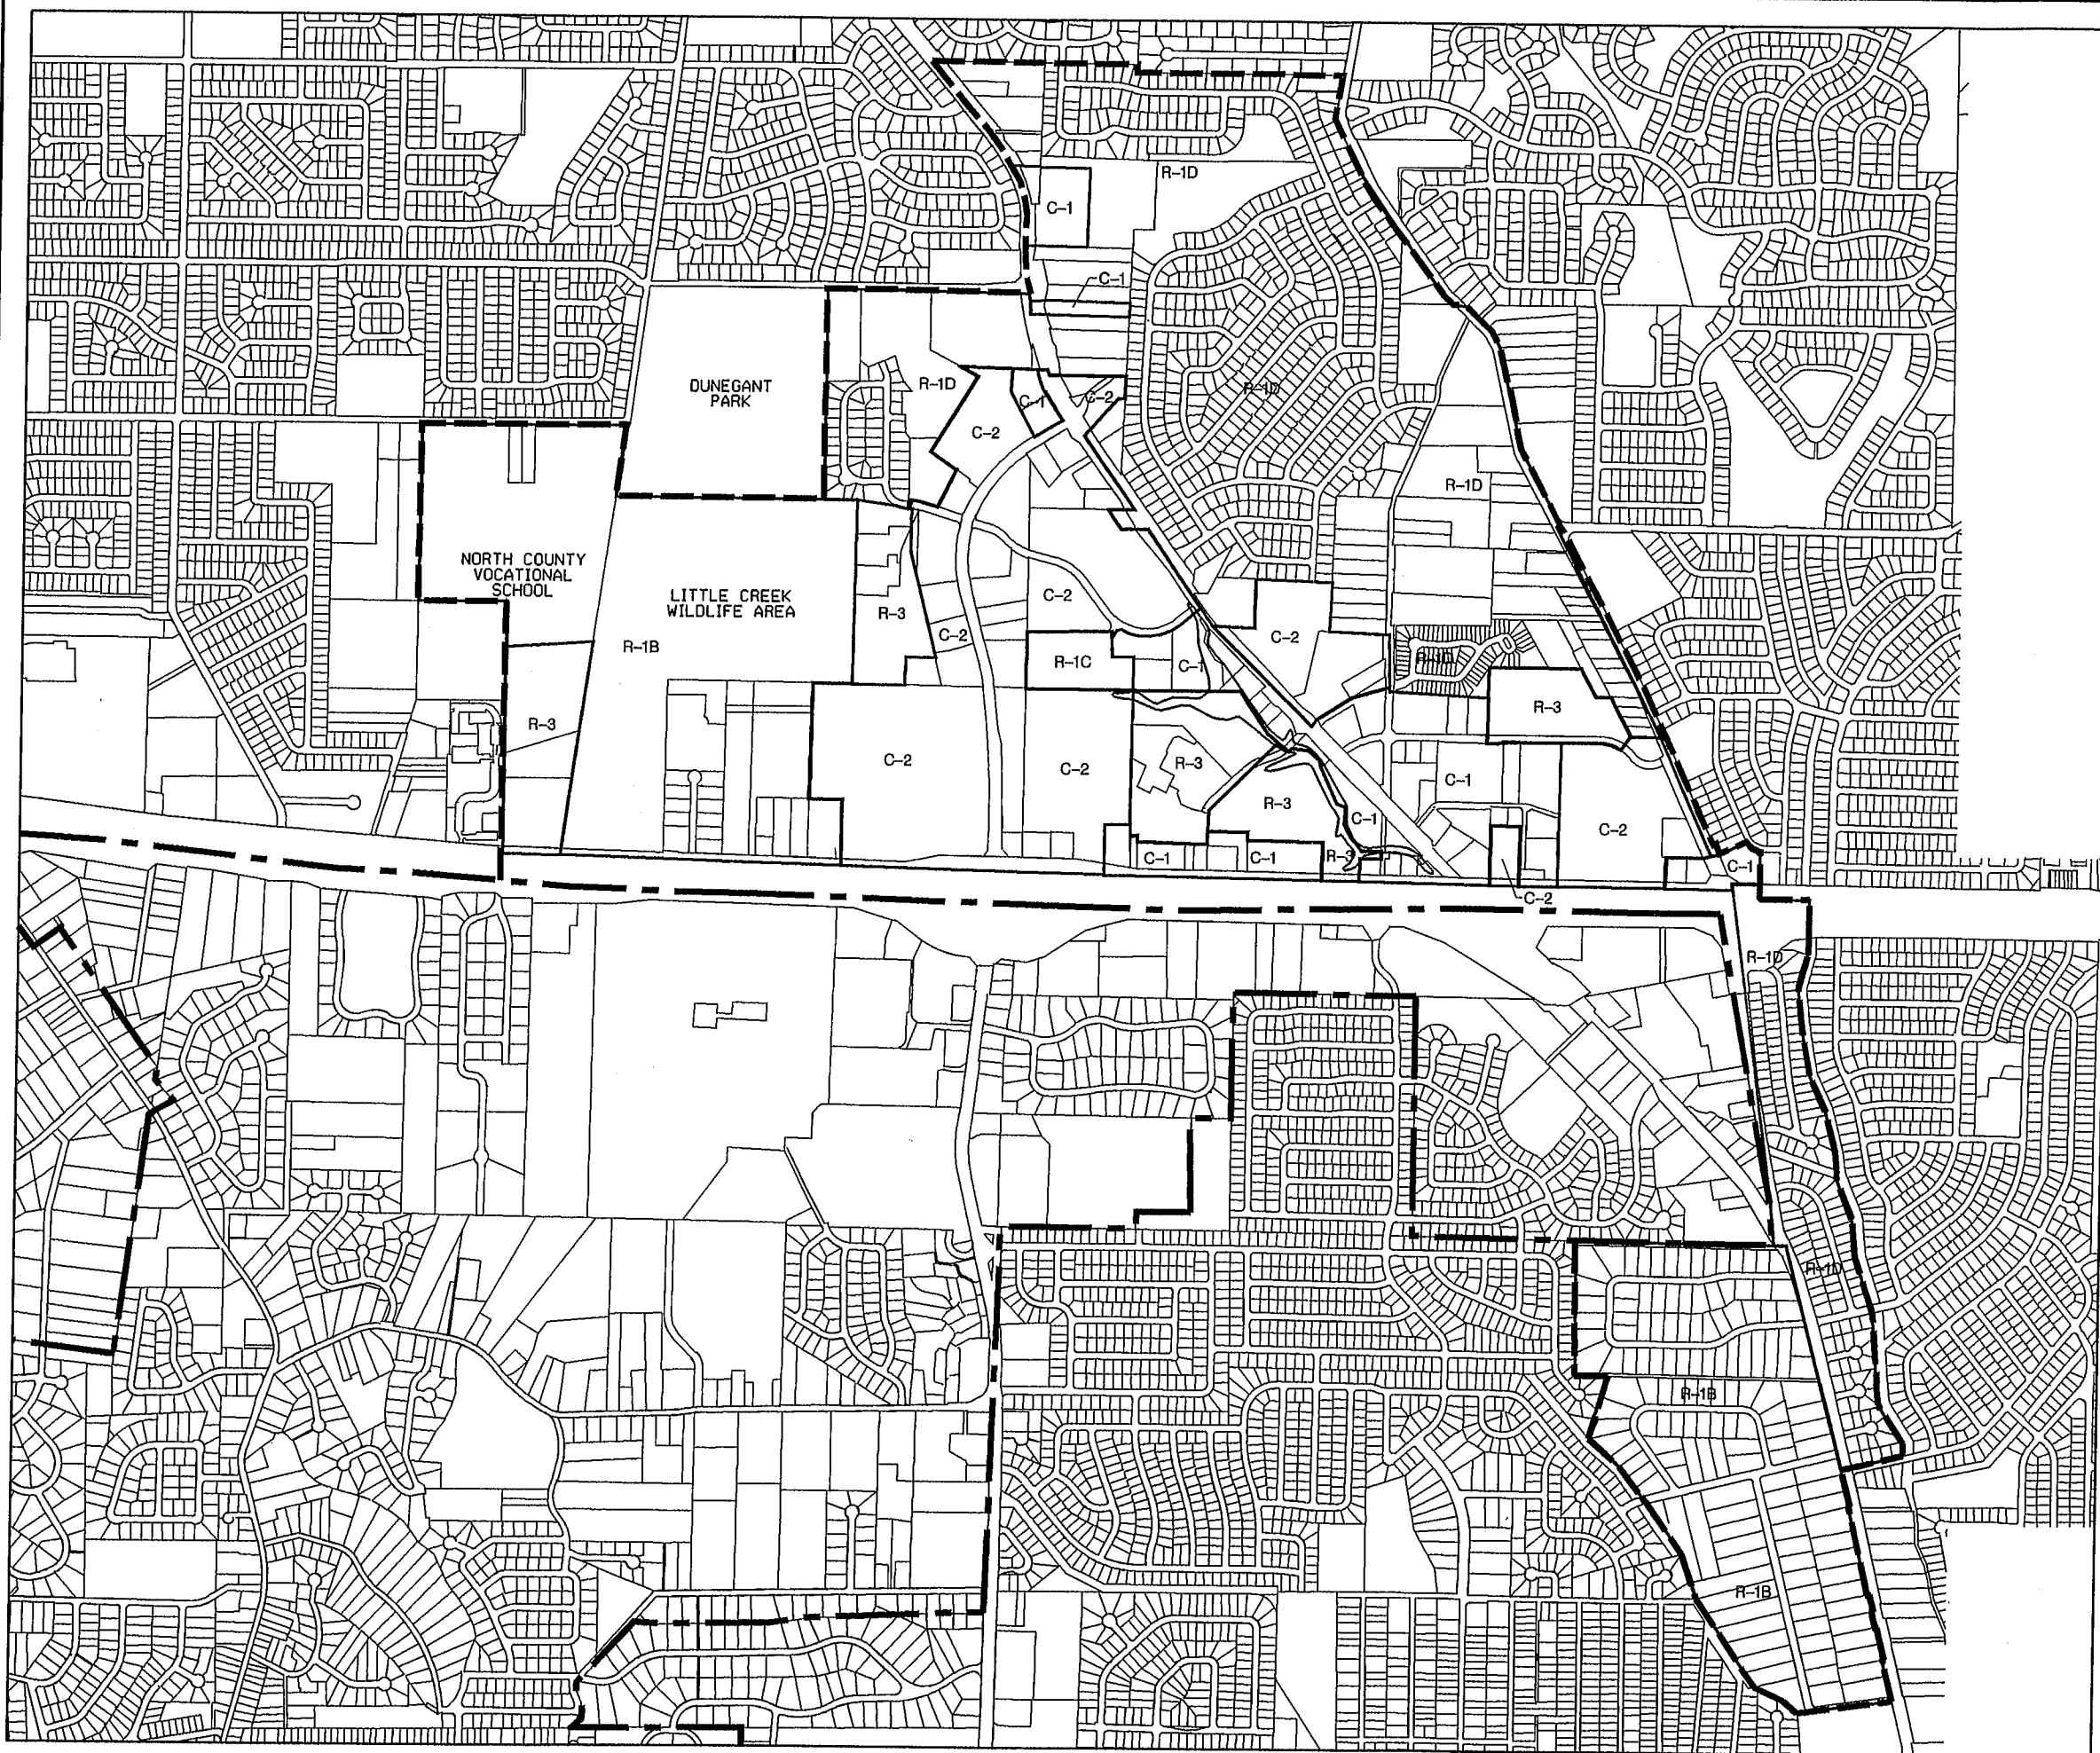 R-1D
C-1
C-1
DUNEGANT
PARK
R-1D
C-1
C-2
R-1D
C-2
R-1D
NORTH COUNTY
VOCATIONAL
SCHOOL
LITTLE CREEK
WILDLIFE AREA
R-3
C-2
C-2
C-2
R-1B
R-1C
C-1
R-1D
R-3
R-3
C-2
C-2
R-3
C-1
R-3
C-1
C-2
C-1
C-1
R-3
C-1
C-2
R-1D
R-1D
R-1B
R-1B